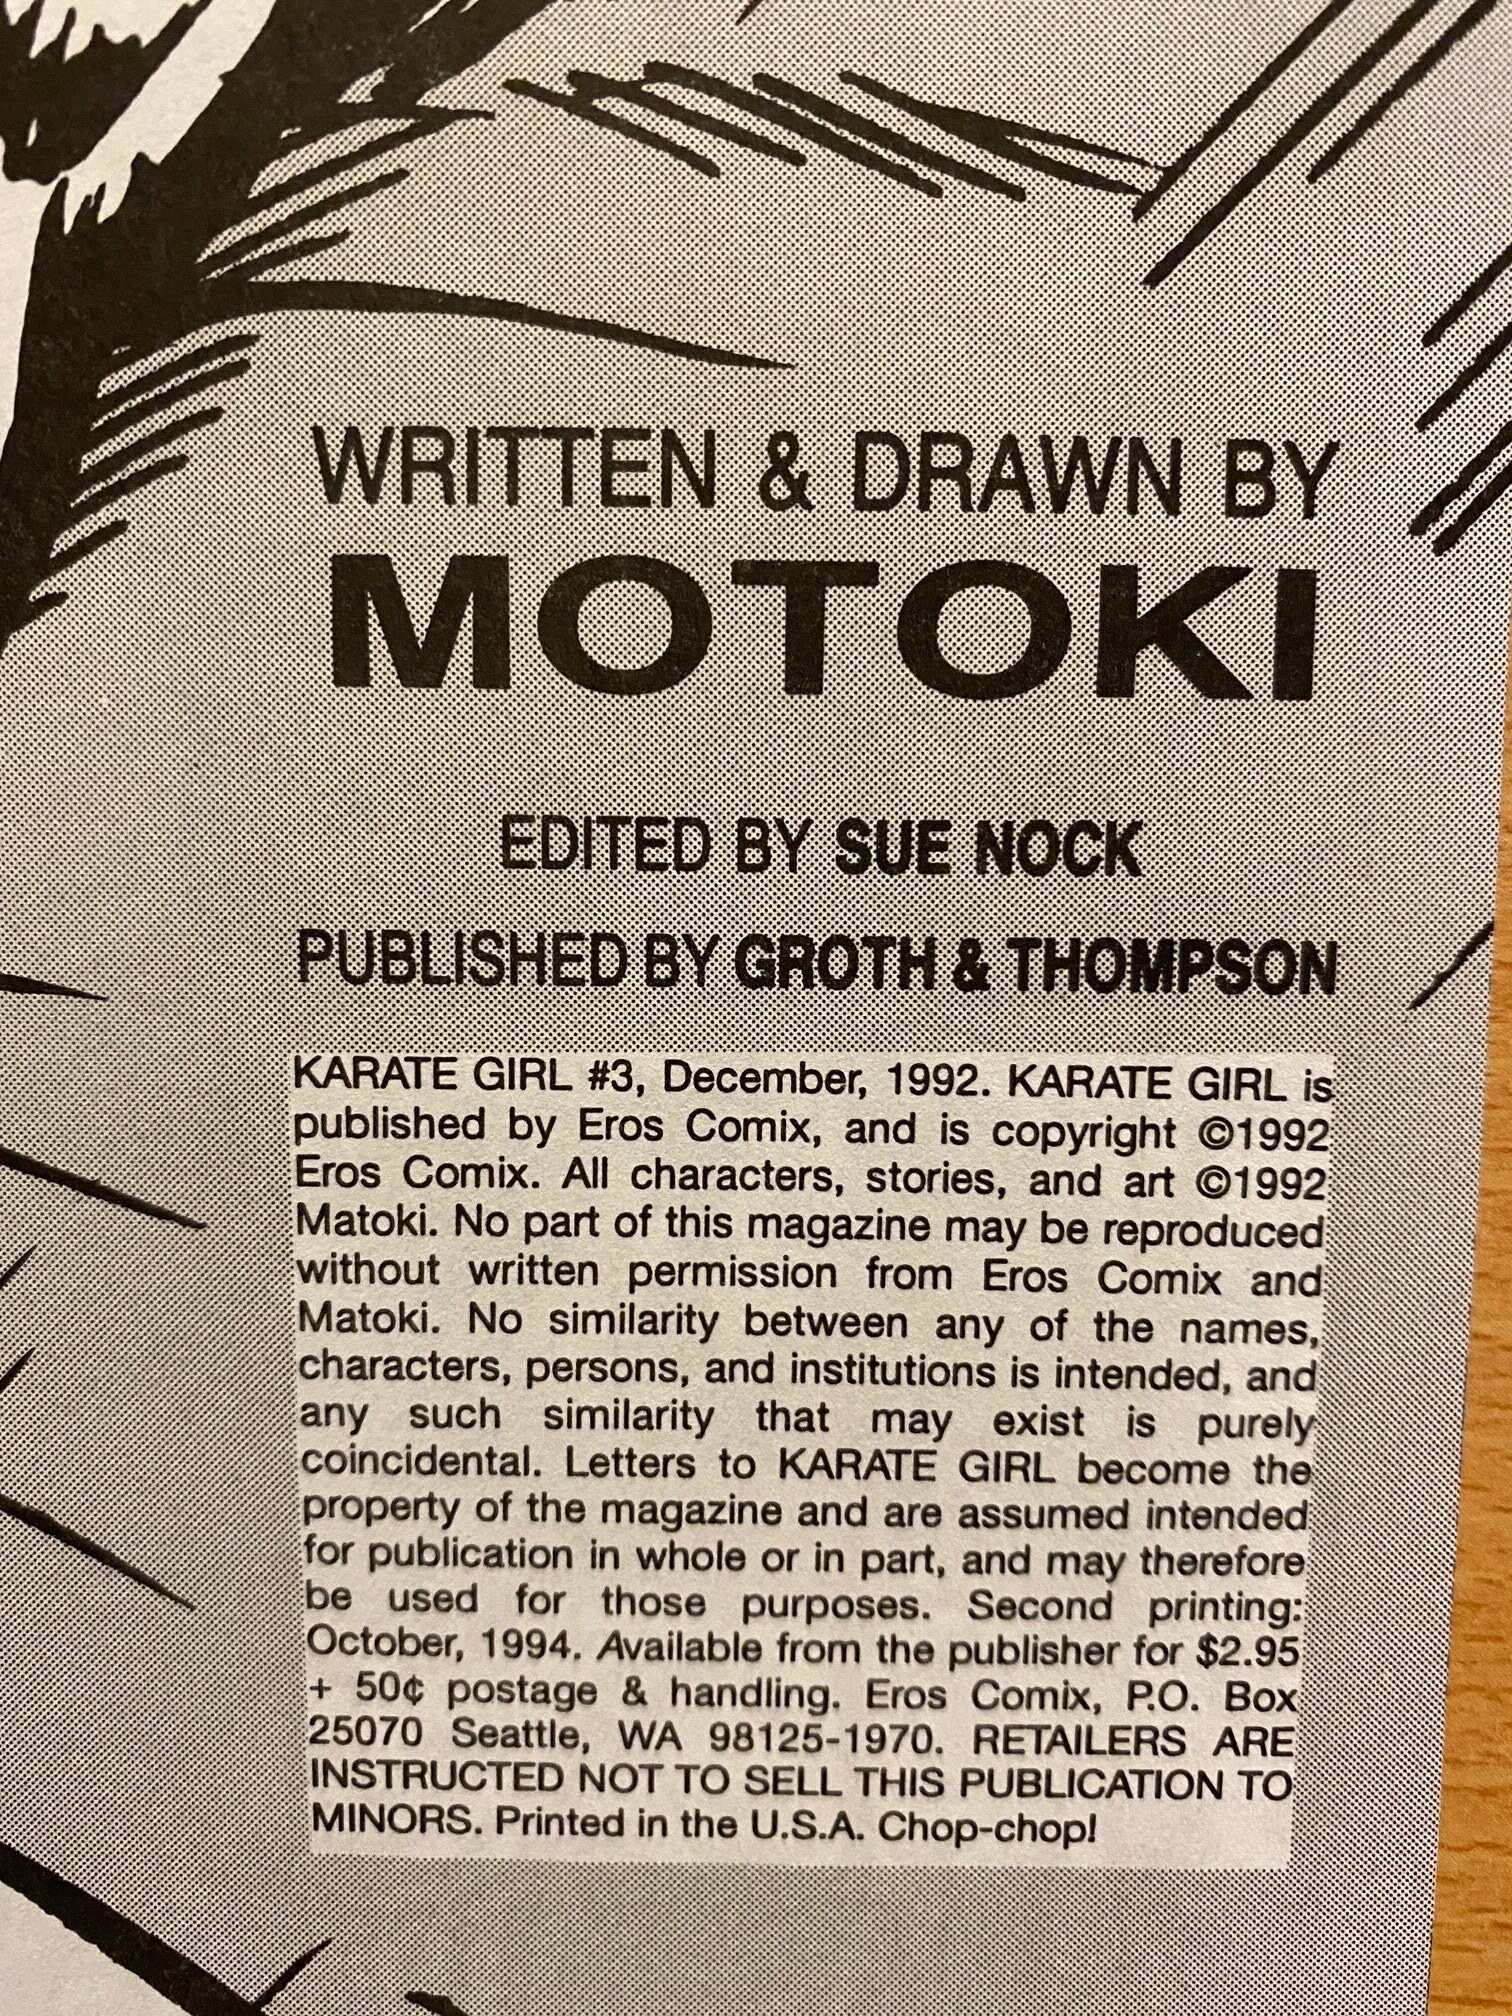 WRITTEN & DRAWN BY
MOTOKI
EDITED BY SUE NOCK
PUBLISHED BY GROTH & THOMPSON
KARATE GIRL #3, December, 1992. KARATE GIRL is
published by Eros Comix, and is copyright ©1992
Eros Comix. All characters, stories, and art ©1992
Matoki. No part of this magazine may be reproduced
without written permission from Eros Comix and
Matoki. No similarity between any of the names,
characters, persons, and institutions is intended, and
any such similarity that may exist is purely
coincidental. Letters to KARATE GIRL become the
property of the magazine and are assumed intended
for publication in whole or in part, and may therefore
be used for those purposes. Second printing:
October, 1994. Available from the publisher for $2.95
+ 50¢ postage & handling. Eros Comix, P.O. Box
25070 Seattle, WA 98125-1970. RETAILERS ARE
INSTRUCTED NOT TO SELL THIS PUBLICATION TO
MINORS. Printed in the U.S.A. Chop-chop!